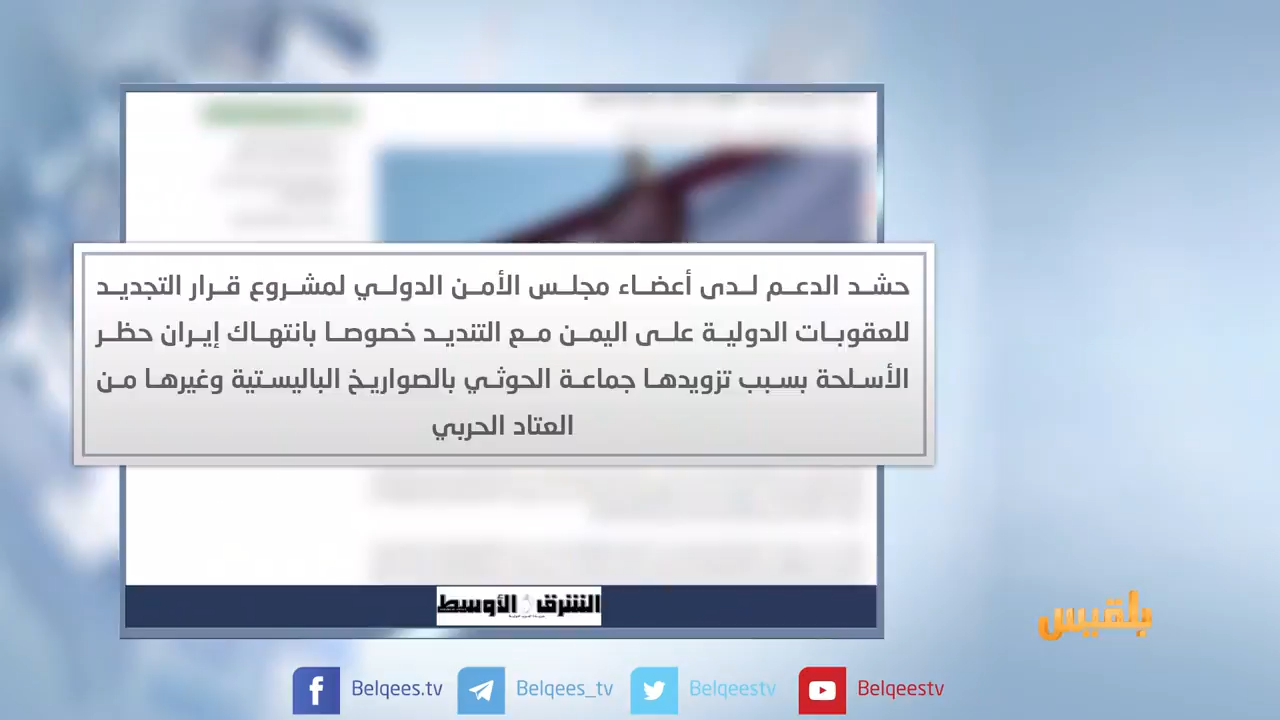 حشد الدعم لدى أعضاء مجلس الأمن الدولي لمشروع قرار التجديد
للعقوبات الدولية على اليمن مع التنديد خصوصا بانتهاك إيران حظر
الأسلحة بسبب تزويدها جماعة الحوثي بالصواريخ الباليستية وغيرها من
العتاد الحربي
الشرق الأوسط
بلقيس
Belqees.tv
Belqees_tv
Belqeestv
Belqeestv